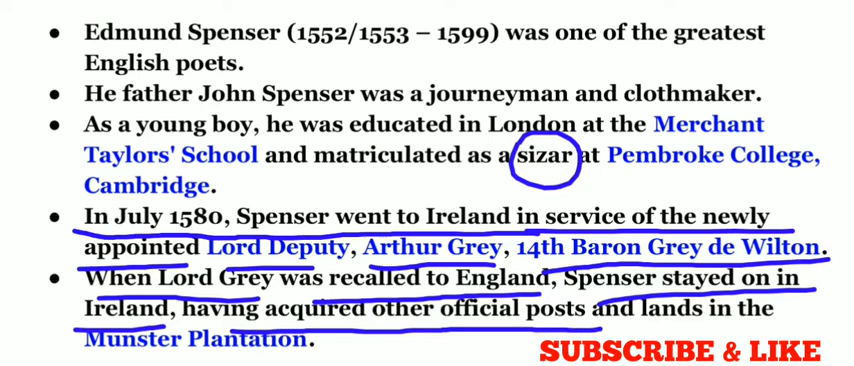 • Edmund Spenser (1552/1553 – 1599) was one of the greatest
English poets.
• He father John Spenser was a journeyman and clothmaker.
• As a young boy, he was educated in London at the Merchant
Taylors' School and matriculated as a sizar at Pembroke College,
Cambridge.
• In July 1580, Spenser went to Ireland in service of the newly
appointed Lord Deputy, Arthur Grey, 14th Baron Grey de Wilton.
• When Lord Grey was recalled to England, Spenser stayed on in
Ireland, having acquired other official posts and lands in the
Munster Plantation.
SUBSCRIBE & LIKE